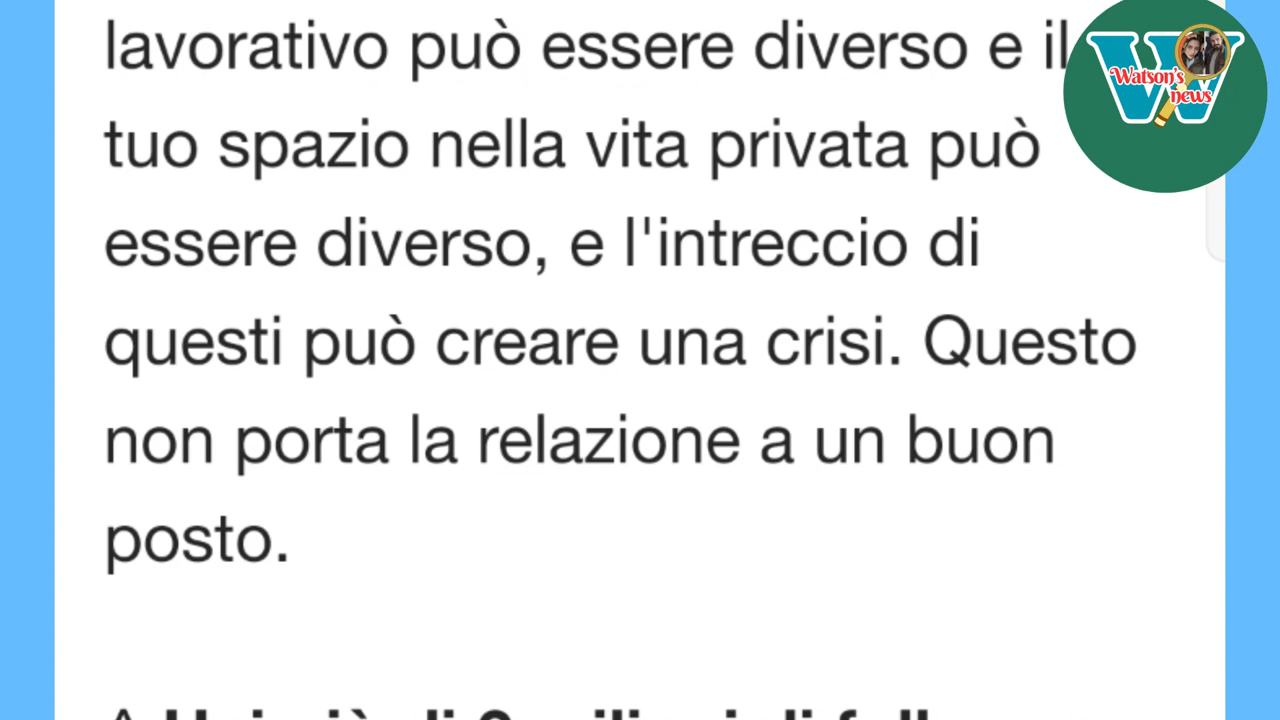 lavorativo può essere diverso e il
tuo spazio nella vita privata può
essere diverso, e l'intreccio di
questi può creare una crisi. Questo
non porta la relazione a un buon
posto.
W
Watson's
news